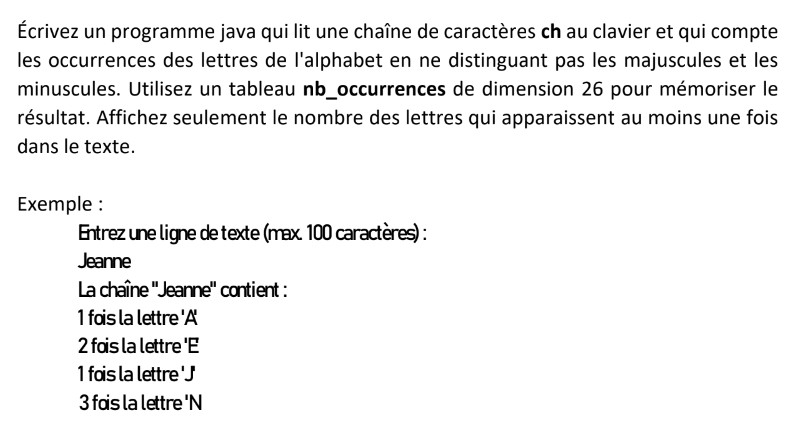 Écrivez un programme java qui lit une chaîne de caractères ch au clavier et qui compte
les occurrences des lettres de l'alphabet en ne distinguant pas les majuscules et les
minuscules. Utilisez un tableau nb_occurrences de dimension 26 pour mémoriser le
résultat. Affichez seulement le nombre des lettres qui apparaissent au moins une fois
dans le texte.
Exemple :
Entrez une ligne de texte (max. 100 caractères) :
Jeanne
La chaîne "Jeanne" contient :
1 fois la lettre 'A'
2 fois la lettre 'E'
1 fois la lettre 'J'
3 fois la lettre 'N